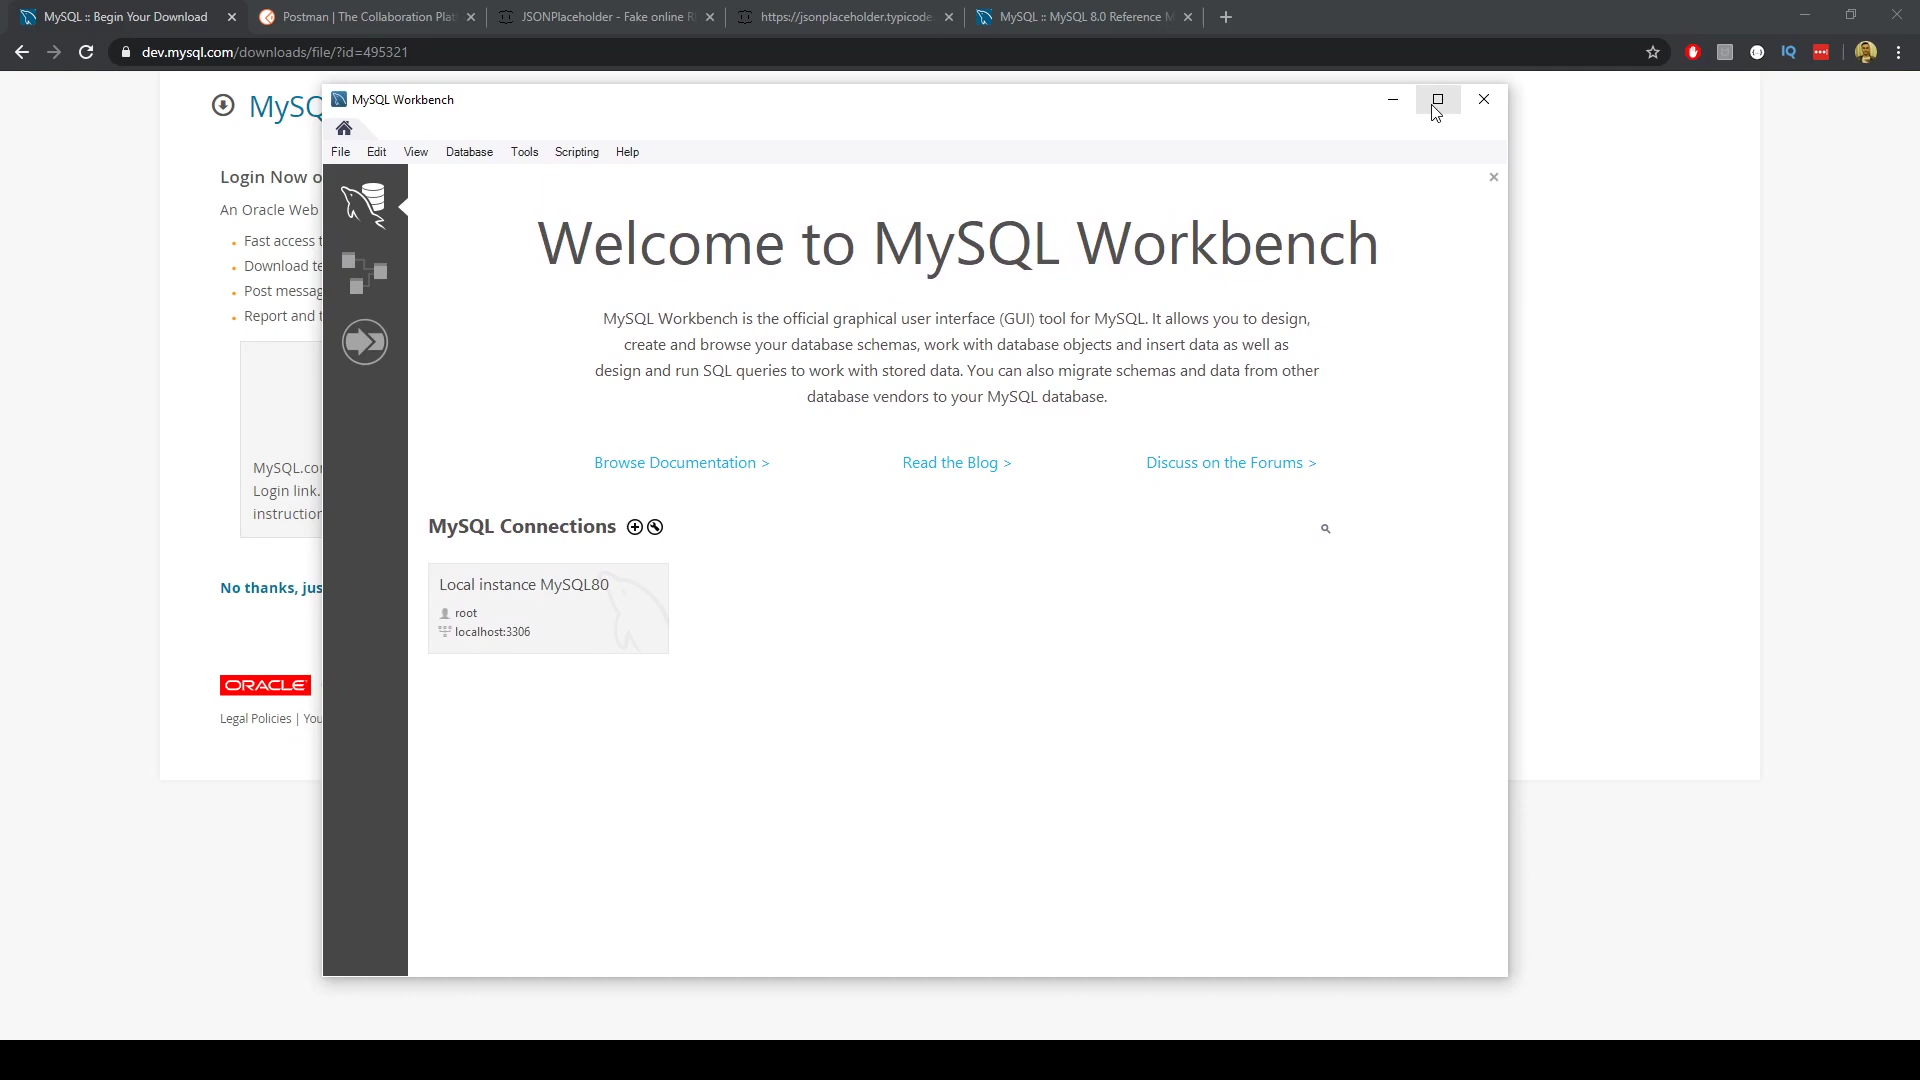 MySQL :: Begin Your Download
Postman | The Collaboration Plat
JSONPlaceholder - Fake online R
https://jsonplaceholder.typicode.
MySQL :: MySQL 8.0 Reference M
dev.mysql.com/downloads/file/?id=495321
IQ
MySQ
Login Now o
An Oracle Web
Fast access t
Download te
Post messag
Report and t
MySQL.co
Login link.
instruction
No thanks, jus
ORACLE
Legal Policies | You
MySQL Workbench
File Edit View Database Tools Scripting Help
Welcome to MySQL Workbench
MySQL Workbench is the official graphical user interface (GUI) tool for MySQL. It allows you to design,
create and browse your database schemas, work with database objects and insert data as well as
design and run SQL queries to work with stored data. You can also migrate schemas and data from other
database vendors to your MySQL database.
Browse Documentation >
Read the Blog >
Discuss on the Forums >
MySQL Connections
Local instance MySQL80
root
localhost:3306